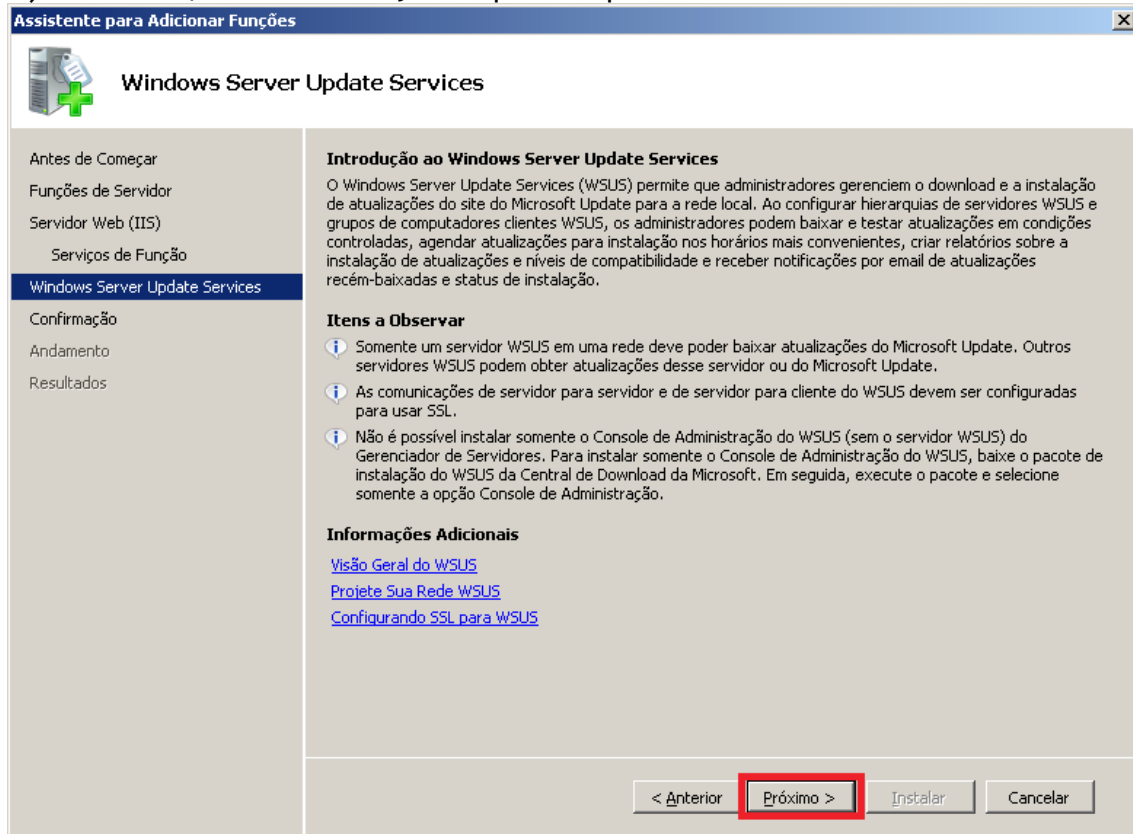 Assistente para Adicionar Funções
Windows Server Update Services
Antes de Começar
Funções de Servidor
Servidor Web (IIS)
Serviços de Função
Windows Server Update Services
Confirmação
Andamento
Resultados
Introdução ao Windows Server Update Services
O Windows Server Update Services (WSUS) permite que administradores gerenciem o download e a instalação
de atualizações do site do Microsoft Update para a rede local. Ao configurar hierarquias de servidores WSUS e
grupos de computadores clientes WSUS, os administradores podem baixar e testar atualizações em condições
controladas, agendar atualizações para instalação nos horários mais convenientes, criar relatórios sobre a
instalação de atualizações e níveis de compatibilidade e receber notificações por email de atualizações
recém-baixadas e status de instalação.
Itens a Observar
Somente um servidor WSUS em uma rede deve poder baixar atualizações do Microsoft Update. Outros
servidores WSUS podem obter atualizações desse servidor ou do Microsoft Update.
As comunicações de servidor para servidor e de servidor para cliente do WSUS devem ser configuradas
para usar SSL.
Não é possível instalar somente o Console de Administração do WSUS (sem o servidor WSUS) do
Gerenciador de Servidores. Para instalar somente o Console de Administração do WSUS, baixe o pacote de
instalação do WSUS da Central de Download da Microsoft. Em seguida, execute o pacote e selecione
somente a opção Console de Administração.
Informações Adicionais
Visão Geral do WSUS
Projete Sua Rede WSUS
Configurando SSL para WSUS
< Anterior
Próximo >
Instalar
Cancelar